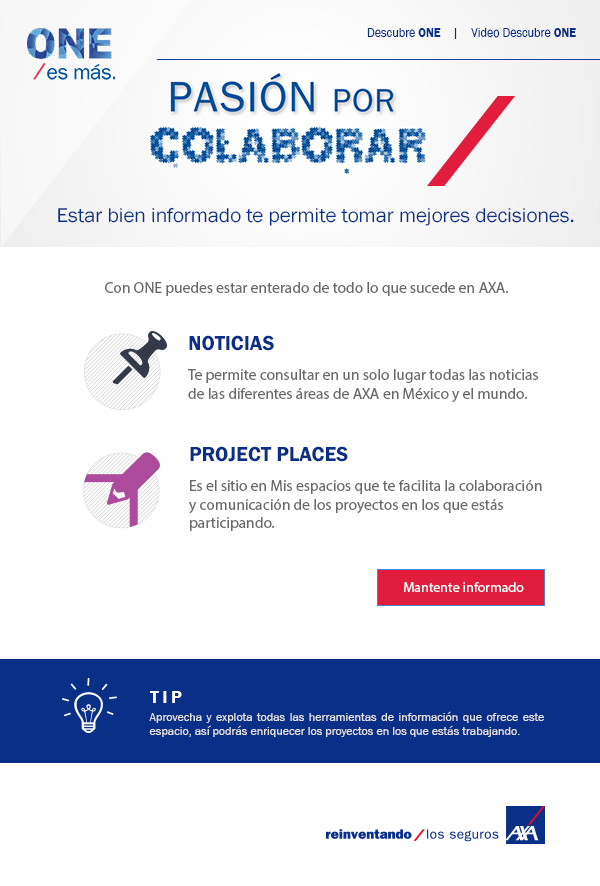 ONE
/es más.
Descubre ONE | Video Descubre ONE
PASIÓN POR
COLABORAR
Estar bien informado te permite tomar mejores decisiones.
Con ONE puedes estar enterado de todo lo que sucede en AXA.
NOTICIAS
Te permite consultar en un solo lugar todas las noticias
de las diferentes áreas de AXA en México y el mundo.
PROJECT PLACES
Es el sitio en Mis espacios que te facilita la colaboración
y comunicación de los proyectos en los que estás
participando.
Mantente informado
TIP
Aprovecha y explota todas las herramientas de información que ofrece este
espacio, así podrás enriquecer los proyectos en los que estás trabajando.
reinventando/los seguros
AXA